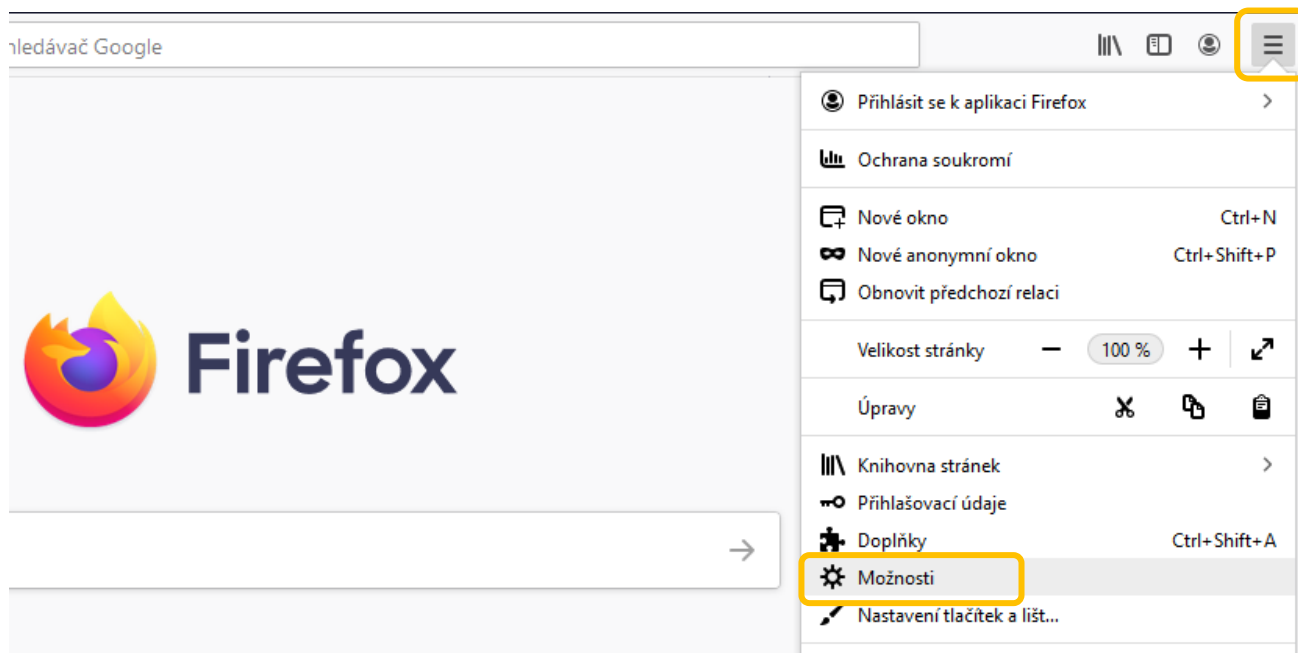 hledávač Google
Přihlásit se k aplikaci Firefox
Ochrana soukromí
Nové okno Ctrl+N
Nové anonymní okno Ctrl+Shift+P
Obnovit předchozí relaci
Velikost stránky 100 %
Úpravy
Firefox
Knihovna stránek
Přihlašovací údaje
Doplňky Ctrl+Shift+A
Možnosti
Nastavení tlačítek a lišt...